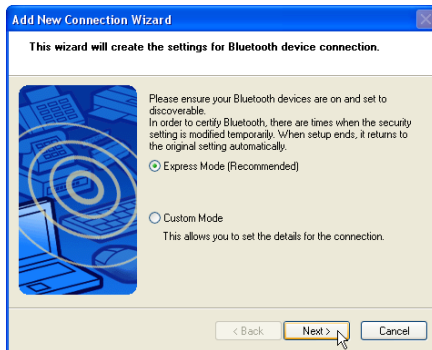 Add New Connection Wizard
This wizard will create the settings for Bluetooth device connection.
Please ensure your Bluetooth devices are on and set to
discoverable.
In order to certify Bluetooth, there are times when the security
setting is modified temporarily. When setup ends, it returns to
the original setting automatically.
Express Mode (Recommended)
Custom Mode
This allows you to set the details for the connection.
< Back Next > Cancel